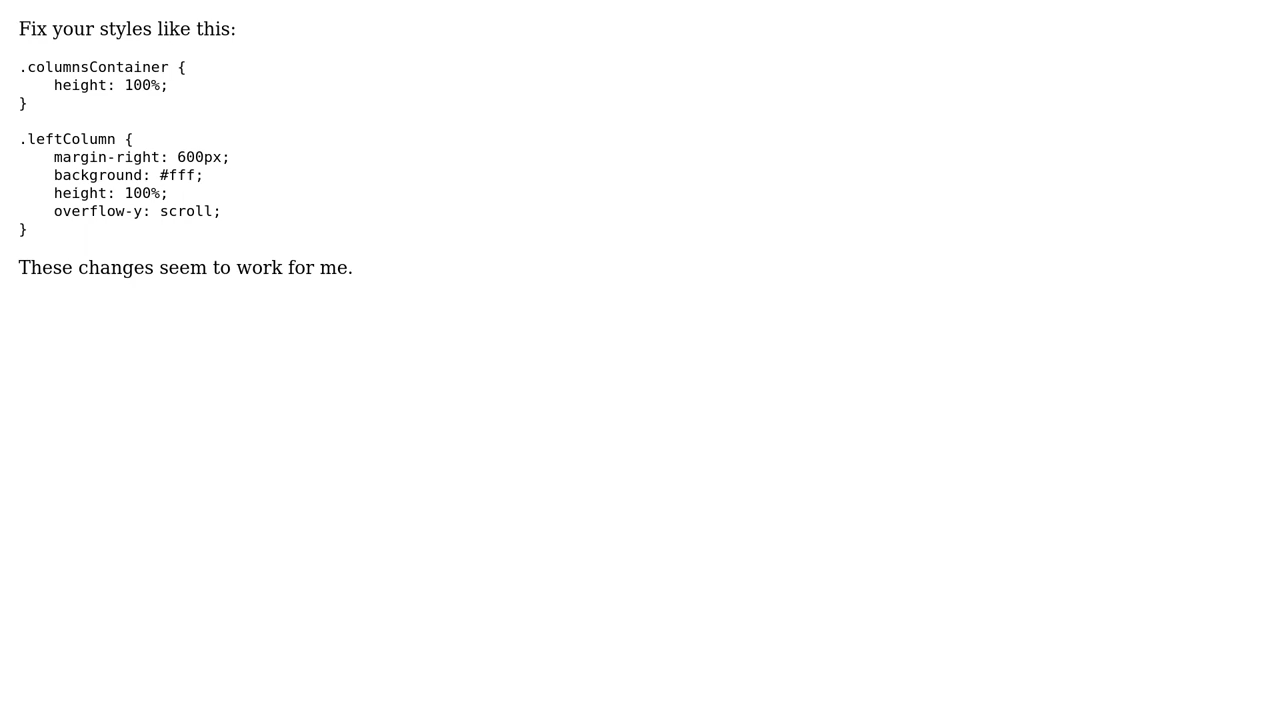 Fix your styles like this:
.columnsContainer {
    height: 100%;
}
.leftColumn {
    margin-right: 600px;
    background: #fff;
    height: 100%;
    overflow-y: scroll;
}
These changes seem to work for me.